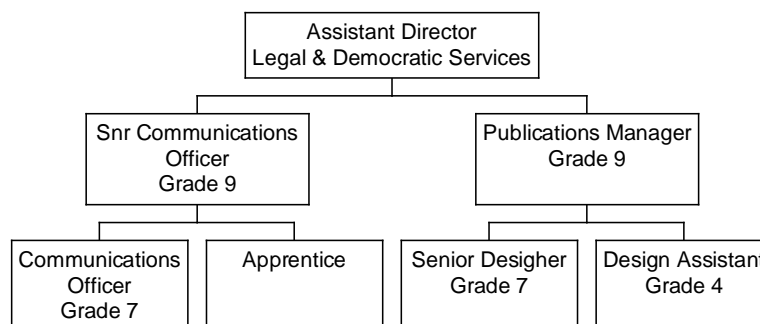 Assistant Director
Legal & Democratic Services
Snr Communications
Officer
Grade 9
Publications Manager
Grade 9
Communications
Officer
Grade 7
Apprentice
Senior Desigher
Grade 7
Design Assistant
Grade 4